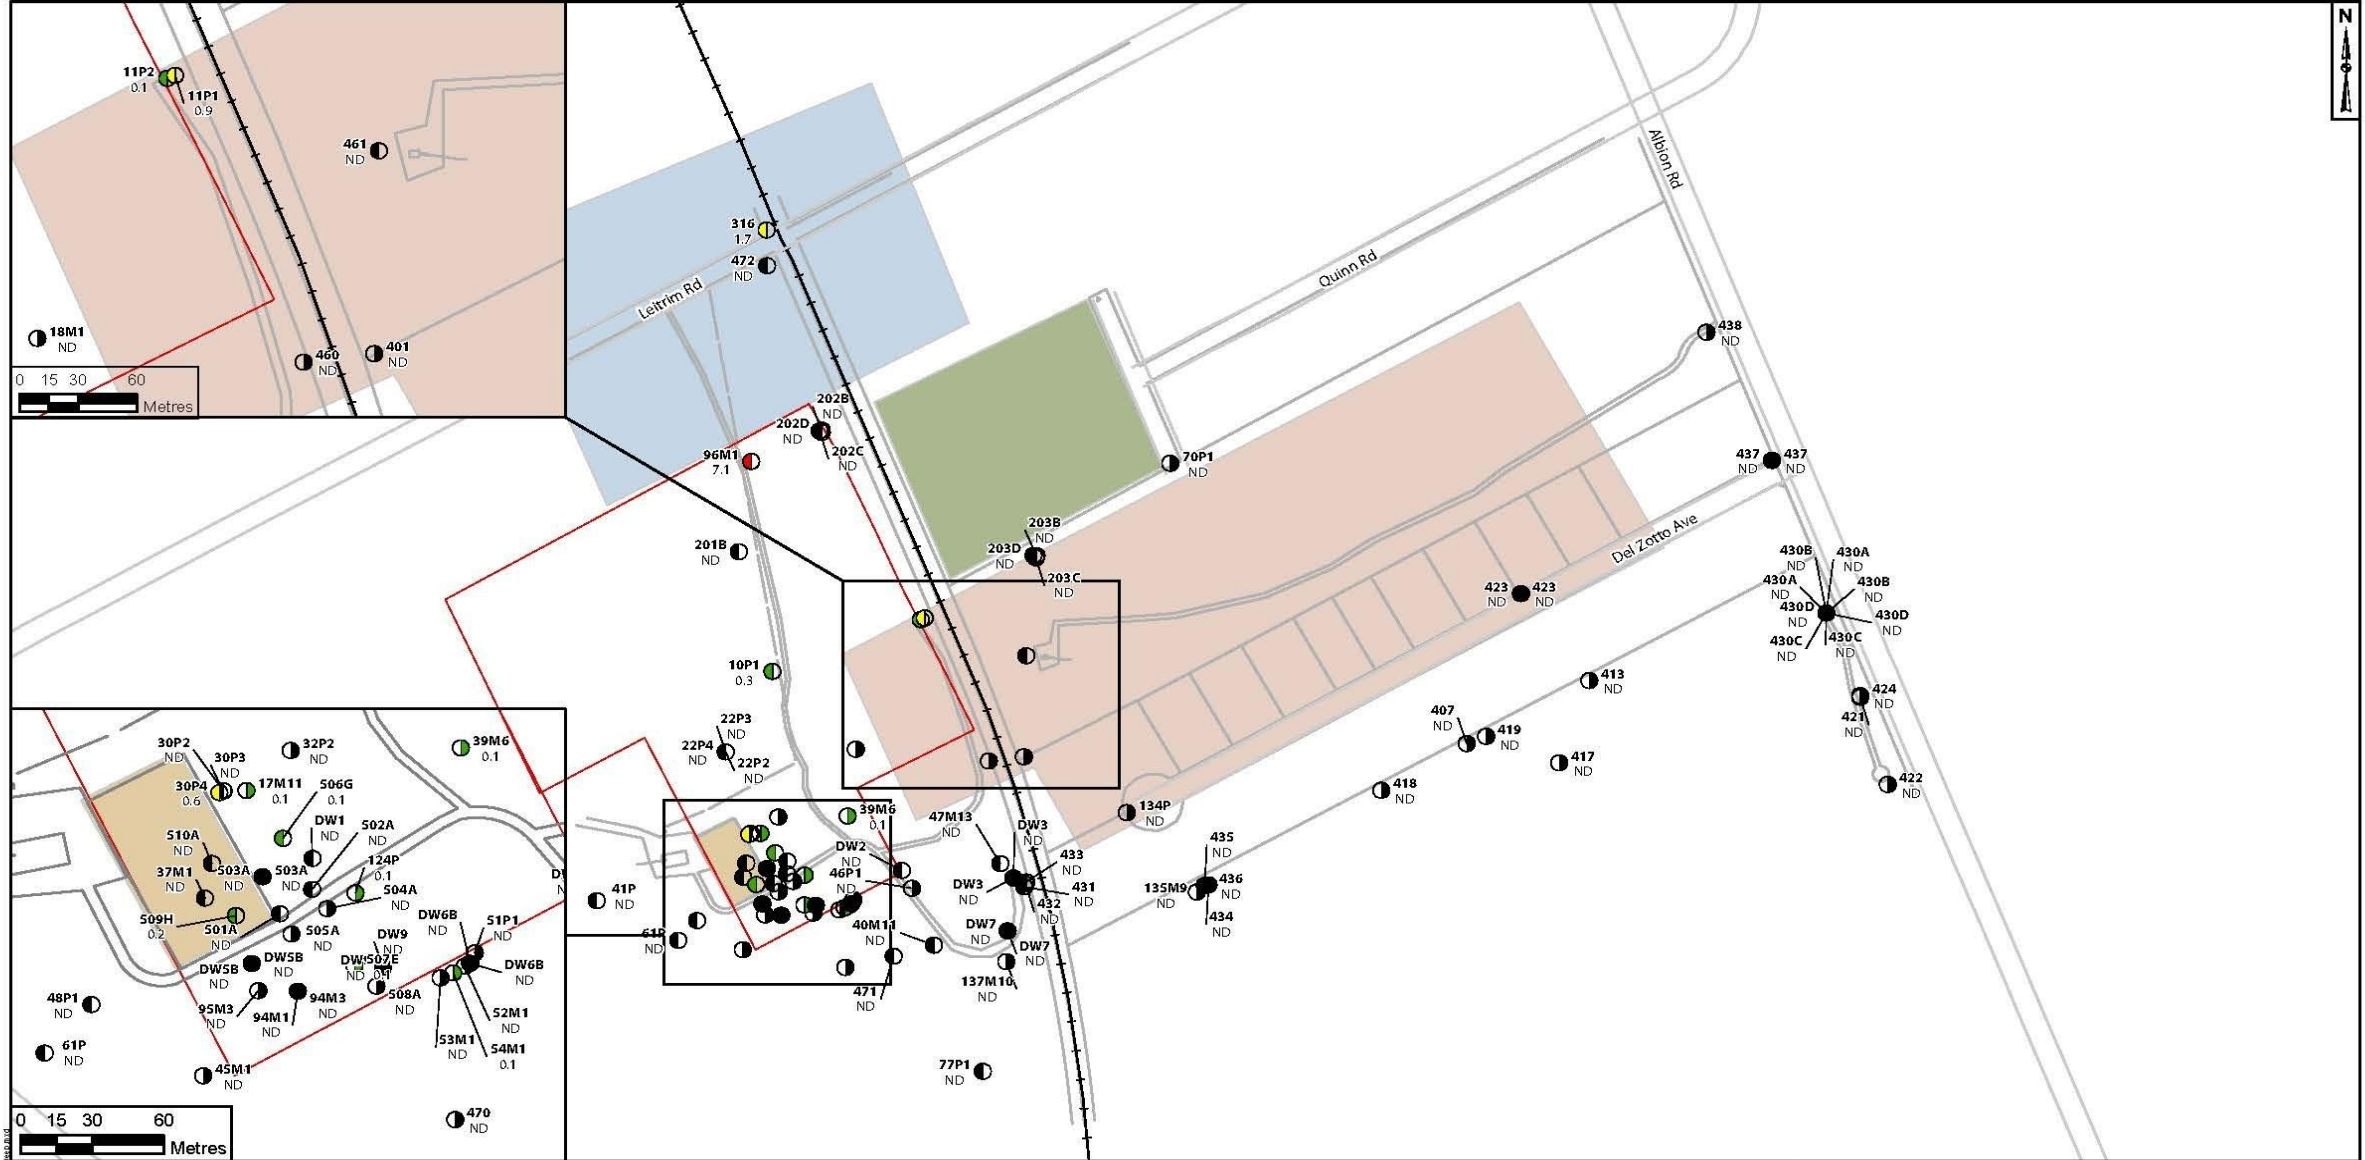 N
11P2
0.1
11P1
0.9
461
ND
18M1
ND
460
ND
401
ND
0 15 30 60
Metres
316
1.7
472
ND
Leitrim Rd
Quinn Rd
Albion Rd
Del Zotto Ave
202B
ND
202D
ND
202C
ND
96M1
7.1
201B
ND
70P1
ND
203B
ND
203D
ND
203C
ND
438
ND
437
ND
437
ND
423
ND
423
ND
430B
ND
430A
ND
430A
ND
430B
ND
430D
ND
430D
ND
430C
ND
430C
ND
424
ND
421
ND
422
ND
413
ND
407
ND
419
ND
417
ND
418
ND
134P
ND
10P1
0.3
22P3
ND
22P4
ND
22P2
ND
39M6
0.1
47M13
ND
DW3
ND
DW2
ND
46P1
ND
DW3
ND
433
ND
431
ND
432
ND
435
ND
135M9
ND
436
ND
434
ND
41P
ND
61P
ND
40M11
ND
DW7
ND
DW7
ND
471
ND
137M10
ND
77P1
ND
30P2
ND
30P3
ND
30P4
0.6
32P2
ND
17M11
0.1
39M6
0.1
506G
0.1
DW1
ND
502A
ND
510A
ND
503A
ND
503A
ND
124P
0.1
37M1
ND
504A
ND
509H
0.2
501A
ND
505A
ND
DW6B
ND
51P1
ND
DW9
ND
507E
0.1
DW5B
ND
DW5B
ND
DW6B
ND
508A
ND
95M3
ND
94M3
ND
94M1
ND
52M1
ND
53M1
ND
54M1
0.1
48P1
ND
61P
ND
45M1
ND
470
ND
0 15 30 60
Metres